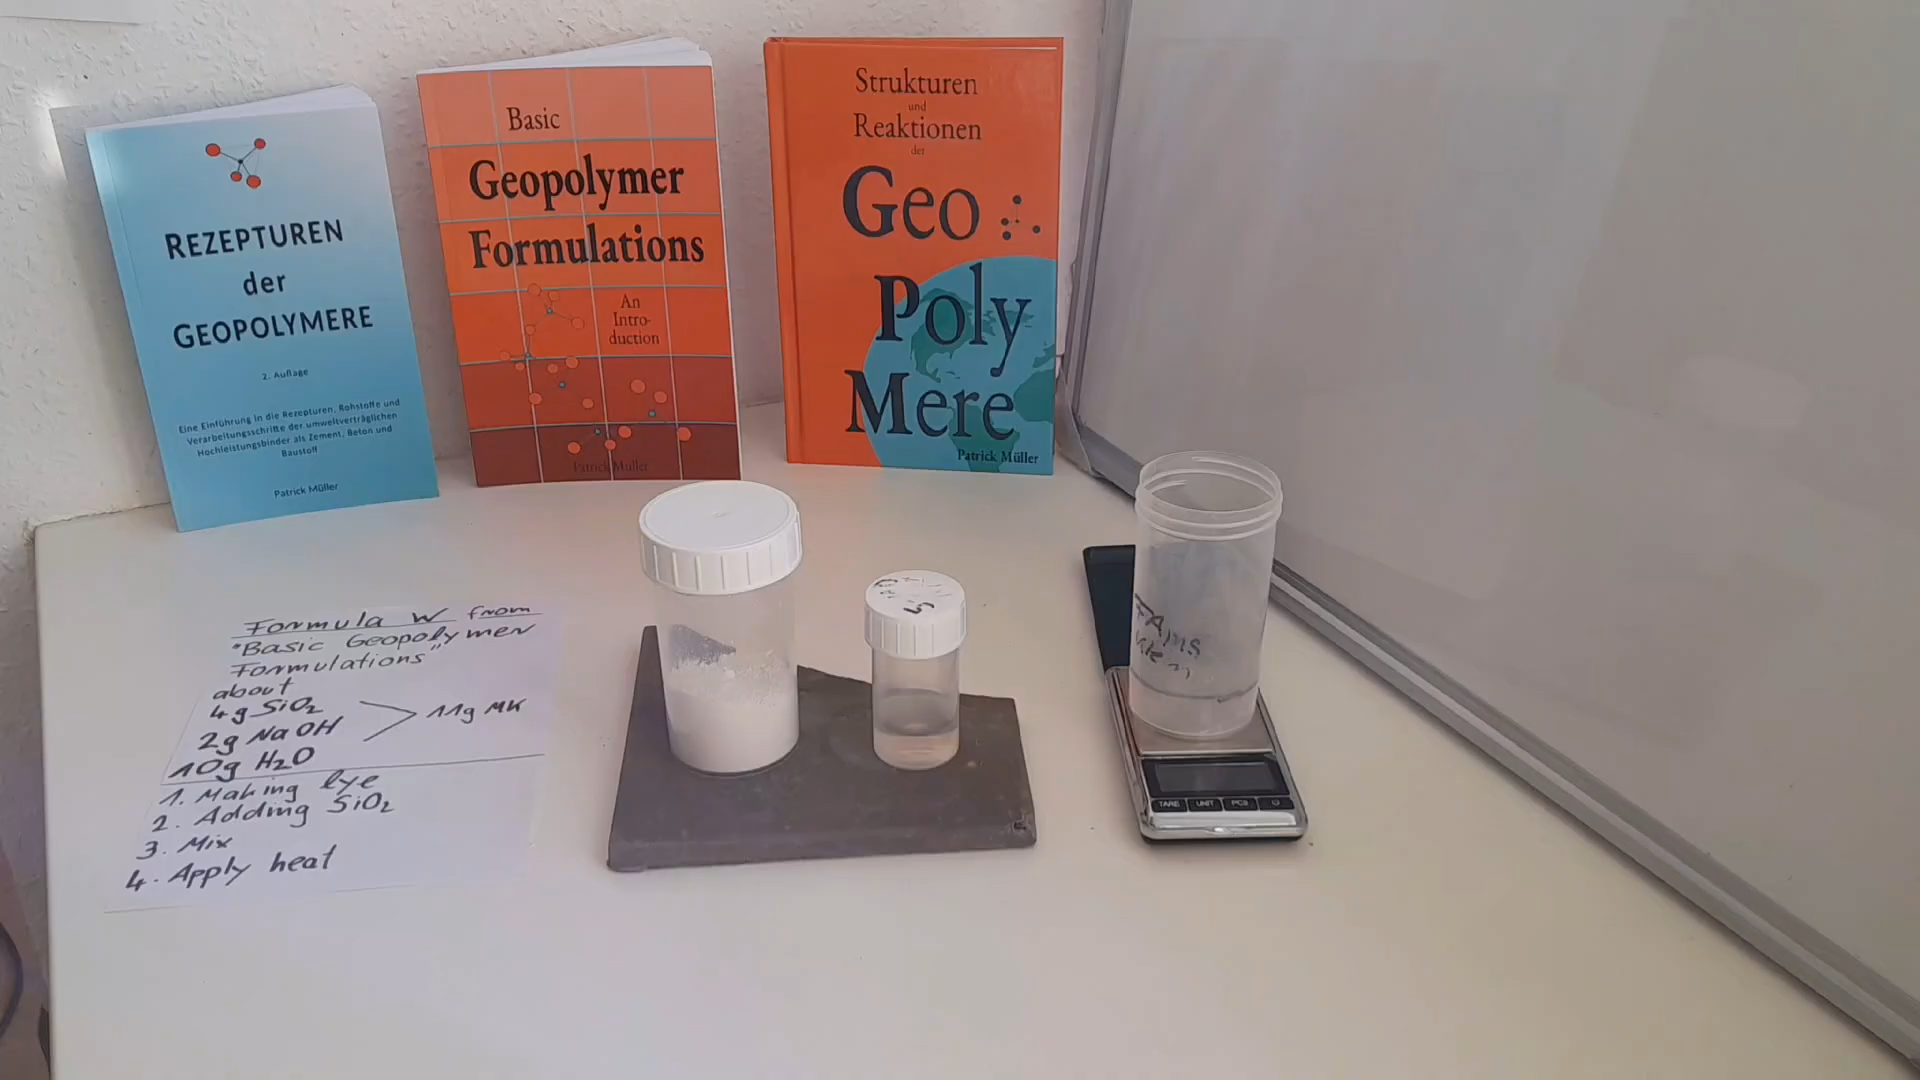 REZEPTUREN
der
GEOPOLYMERE
2. Auflage
Eine Einführung in die Rezepturen, Rohstoffe und
Verarbeitungsschritte der umweltverträglichen
Hochleistungsbinder als Zement, Beton und
Baustoff
Patrick Müller
Basic
Geopolymer
Formulations
An
Intro-
duction
Patrick Müller
Strukturen
und
Reaktionen
der
Geo
Poly
Mere
Patrick Müller
Formula W from
"Basic Geopolymer
Formulations"
about
4g SiO2
2g NaOH
10g H2O
11g MK
1. Making lye
2. Adding SiO2
3. Mix
4. Apply heat
TARE UNIT PCS